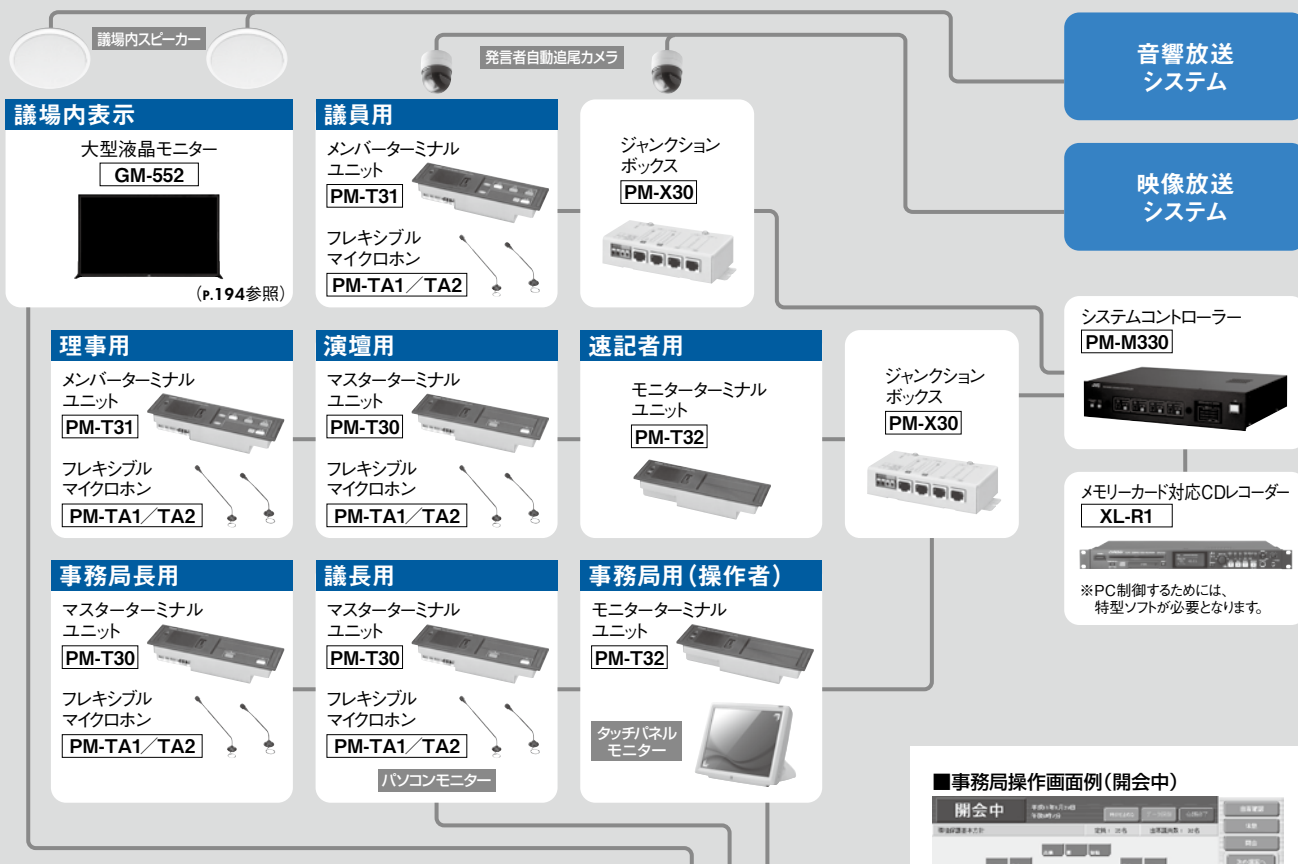 議場内スピーカー
発言者自動追尾カメラ
音響放送
システム
映像放送
システム
議場内表示
大型液晶モニター
GM-552
(P.194参照)
議員用
メンバーターミナル
ユニット
PM-T31
フレキシブル
マイクロホン
PM-TA1／TA2
ジャンクション
ボックス
PM-X30
システムコントローラー
PM-M330
理事用
メンバーターミナル
ユニット
PM-T31
フレキシブル
マイクロホン
PM-TA1／TA2
演壇用
マスターターミナル
ユニット
PM-T30
フレキシブル
マイクロホン
PM-TA1／TA2
速記者用
モニターターミナル
ユニット
PM-T32
ジャンクション
ボックス
PM-X30
メモリーカード対応CDレコーダー
XL-R1
※PC制御するためには、
特型ソフトが必要となります。
事務局長用
マスターターミナル
ユニット
PM-T30
フレキシブル
マイクロホン
PM-TA1／TA2
議長用
マスターターミナル
ユニット
PM-T30
フレキシブル
マイクロホン
PM-TA1／TA2
パソコンモニター
事務局用(操作者)
モニターターミナル
ユニット
PM-T32
タッチパネル
モニター
■事務局操作画面例(開会中)
開会中